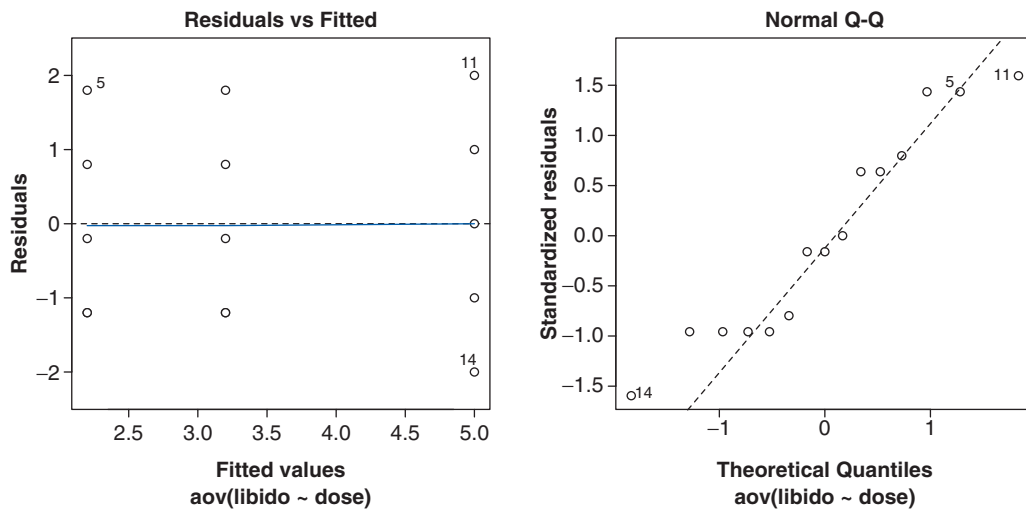 Residuals vs Fitted
Residuals
2
1
0
−1
−2
5
11
14
2.5 3.0 3.5 4.0 4.5 5.0
Fitted values
aov(libido ~ dose)
Normal Q-Q
Standardized residuals
1.5
1.0
0.5
0.0
−0.5
−1.0
−1.5
5
11
14
−1 0 1
Theoretical Quantiles
aov(libido ~ dose)